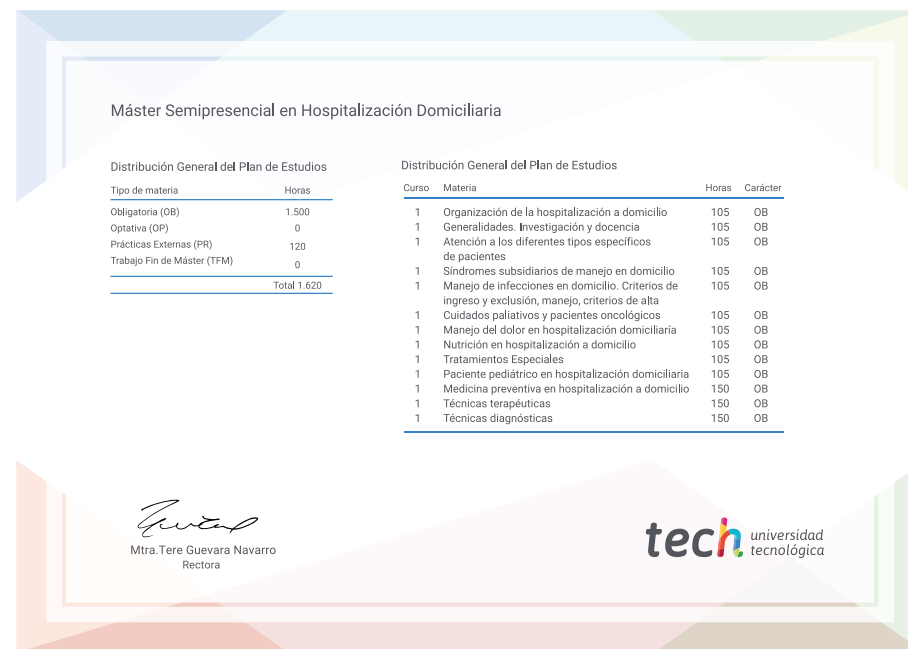 Máster Semipresencial en Hospitalización Domiciliaria
Distribución General del Plan de Estudios
Tipo de materia Horas
Obligatoria (OB) 1.500
Optativa (OP) 0
Prácticas Externas (PR) 120
Trabajo Fin de Máster (TFM) 0
Total 1.620
Distribución General del Plan de Estudios
Curso Materia Horas Carácter
1 Organización de la hospitalización a domicilio 105 OB
1 Generalidades. Investigación y docencia 105 OB
1 Atención a los diferentes tipos específicos 105 OB
de pacientes
1 Síndromes subsidiarios de manejo en domicilio 105 OB
1 Manejo de infecciones en domicilio. Criterios de 105 OB
ingreso y exclusión, manejo, criterios de alta
1 Cuidados paliativos y pacientes oncológicos 105 OB
1 Manejo del dolor en hospitalización domiciliaría 105 OB
1 Nutrición en hospitalización a domicilio 105 OB
1 Tratamientos Especiales 105 OB
1 Paciente pediátrico en hospitalización domiciliaria 105 OB
1 Medicina preventiva en hospitalización a domicilio 150 OB
1 Técnicas terapéuticas 150 OB
1 Técnicas diagnósticas 150 OB
Mtra.Tere Guevara Navarro
Rectora
tech universidad
tecnológica